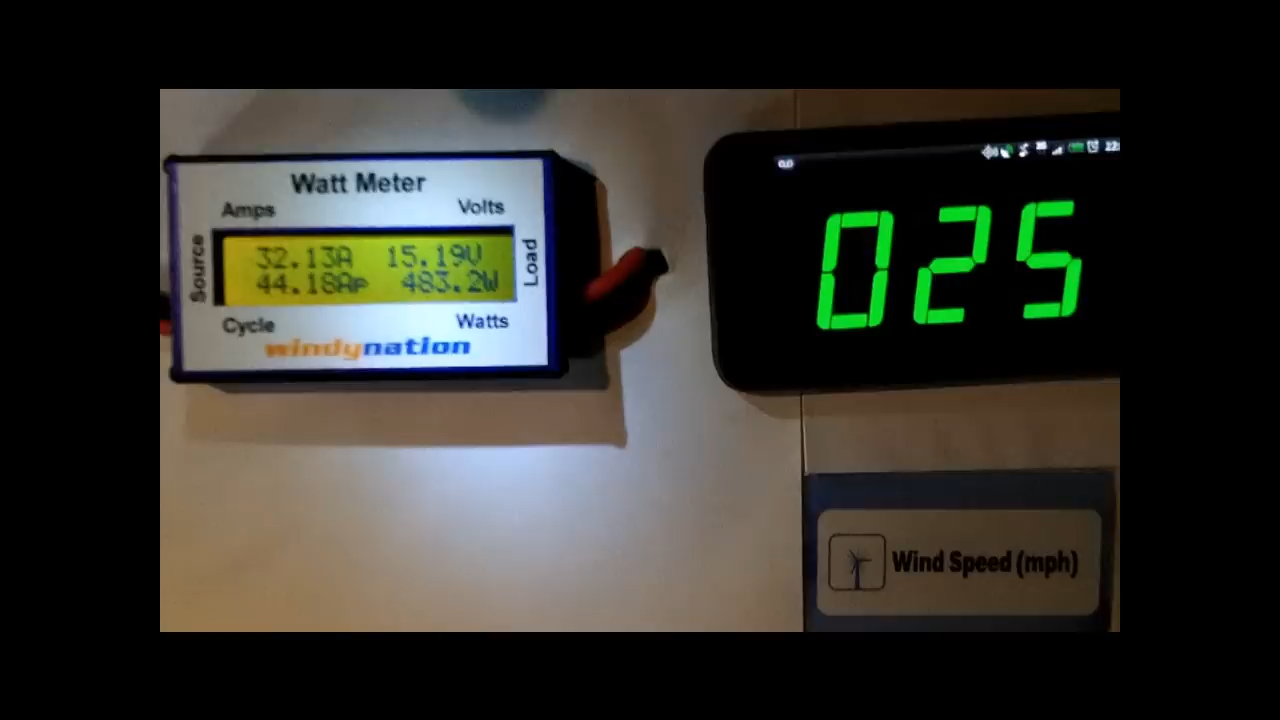 Watt Meter
Amps Volts
Source
32.13A 15.19V
44.18Ap 483.2W
Load
Cycle Watts
windynation
025
Wind Speed (mph)